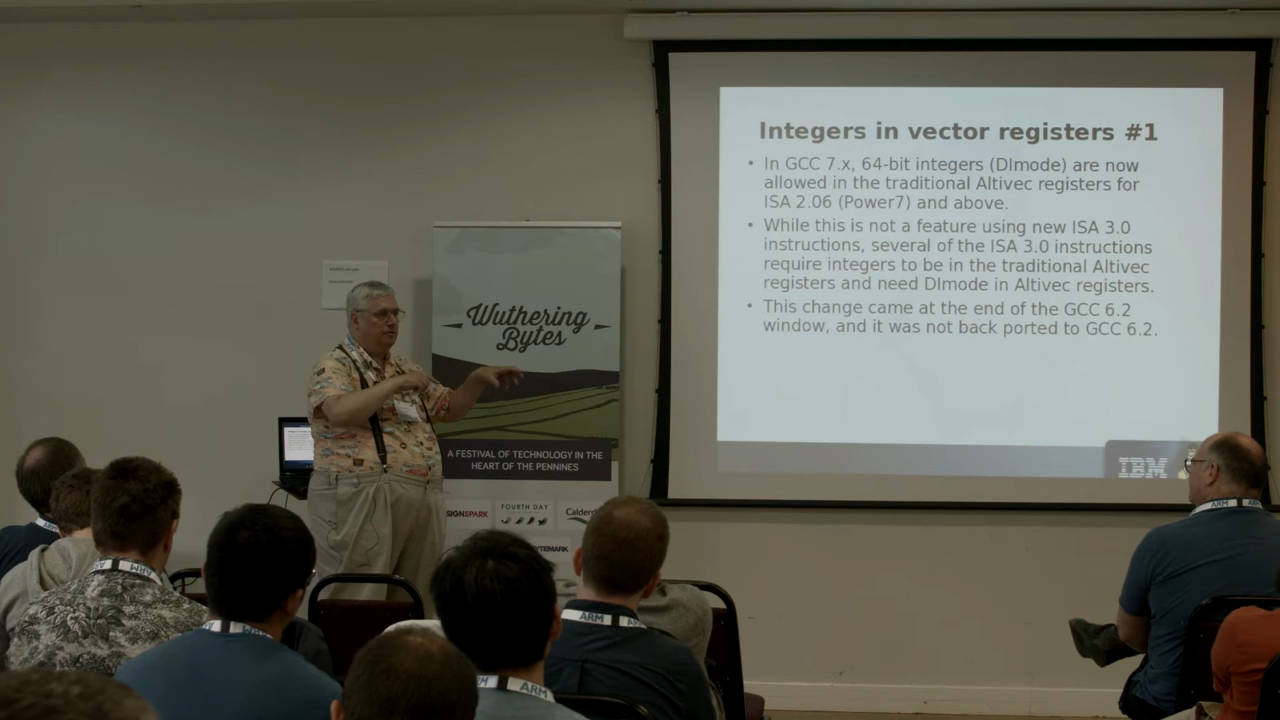 Integers in vector registers #1
• In GCC 7.x, 64-bit integers (DImode) are now
allowed in the traditional Altivec registers for
ISA 2.06 (Power7) and above.
• While this is not a feature using new ISA 3.0
instructions, several of the ISA 3.0 instructions
require integers to be in the traditional Altivec
registers and need DImode in Altivec registers.
• This change came at the end of the GCC 6.2
window, and it was not back ported to GCC 6.2.
IBM
Wuthering
Bytes
A FESTIVAL OF TECHNOLOGY IN THE
HEART OF THE PENNINES
SIGNSPARK
FOURTH DAY
ARM
ARM
ARM